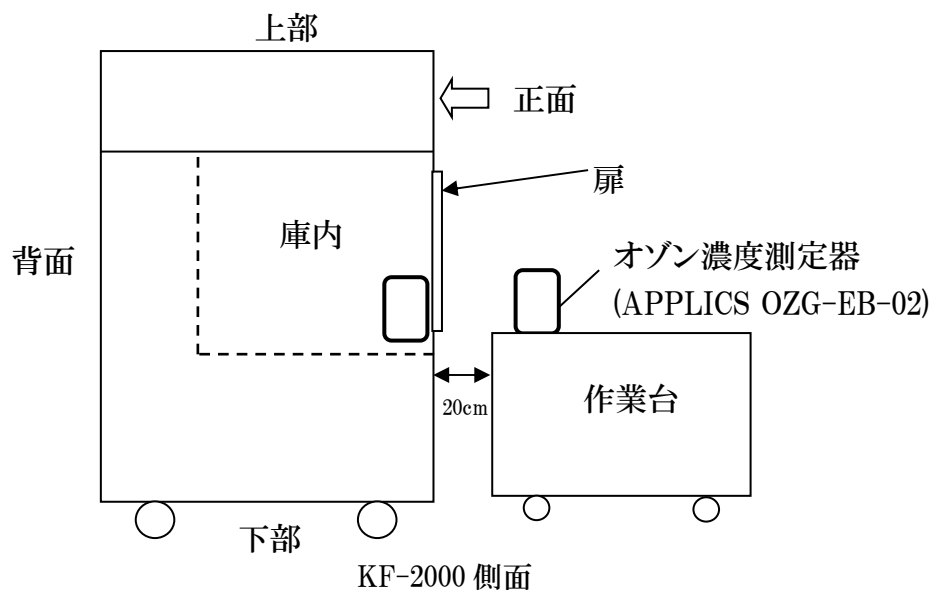 上部
正面
扉
庫内
背面
オゾン濃度測定器
(APPLICS OZG-EB-02)
作業台
20cm
下部
KF-2000 側面